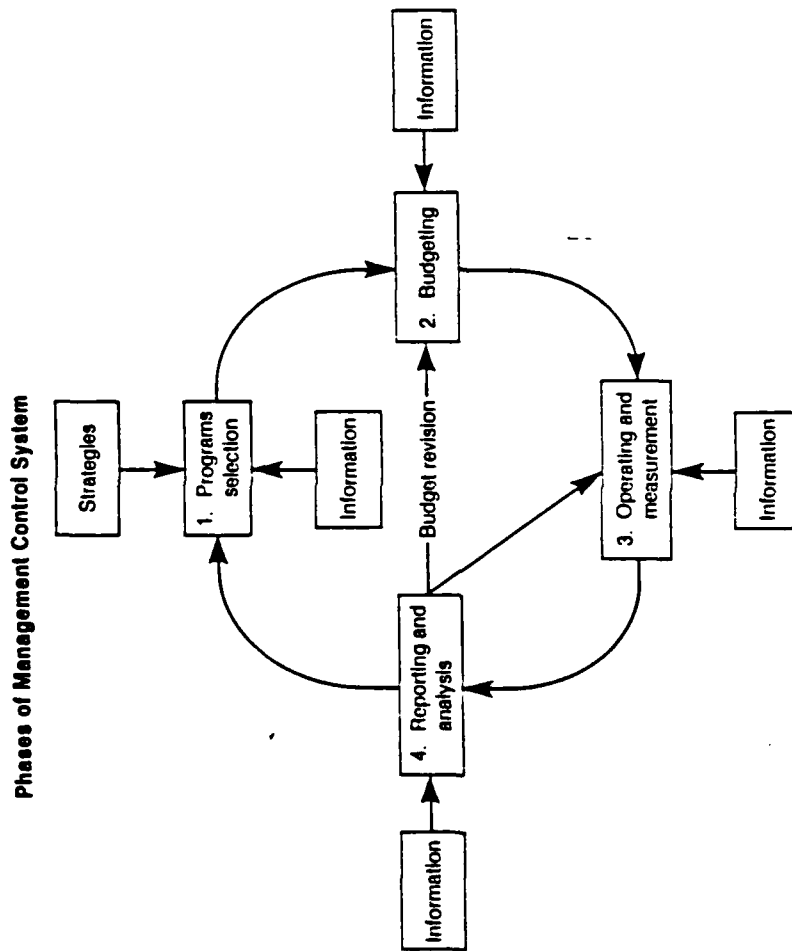 Phases of Management Control System
Strategies
1. Programs
selection
Information
Information
4. Reporting and
analysis
Budget revision
2. Budgeting
Information
3. Operating and
measurement
Information